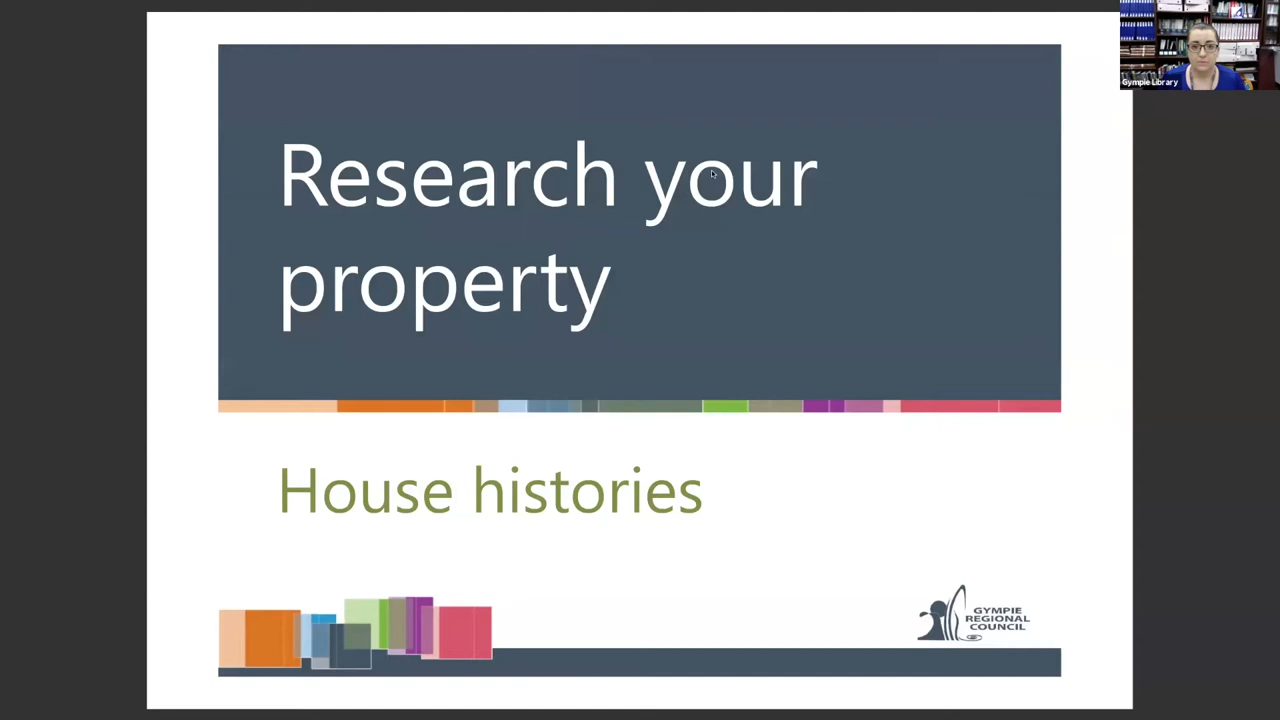 Research your
property
House histories
GYMPIE
REGIONAL
COUNCIL
Gympie Library